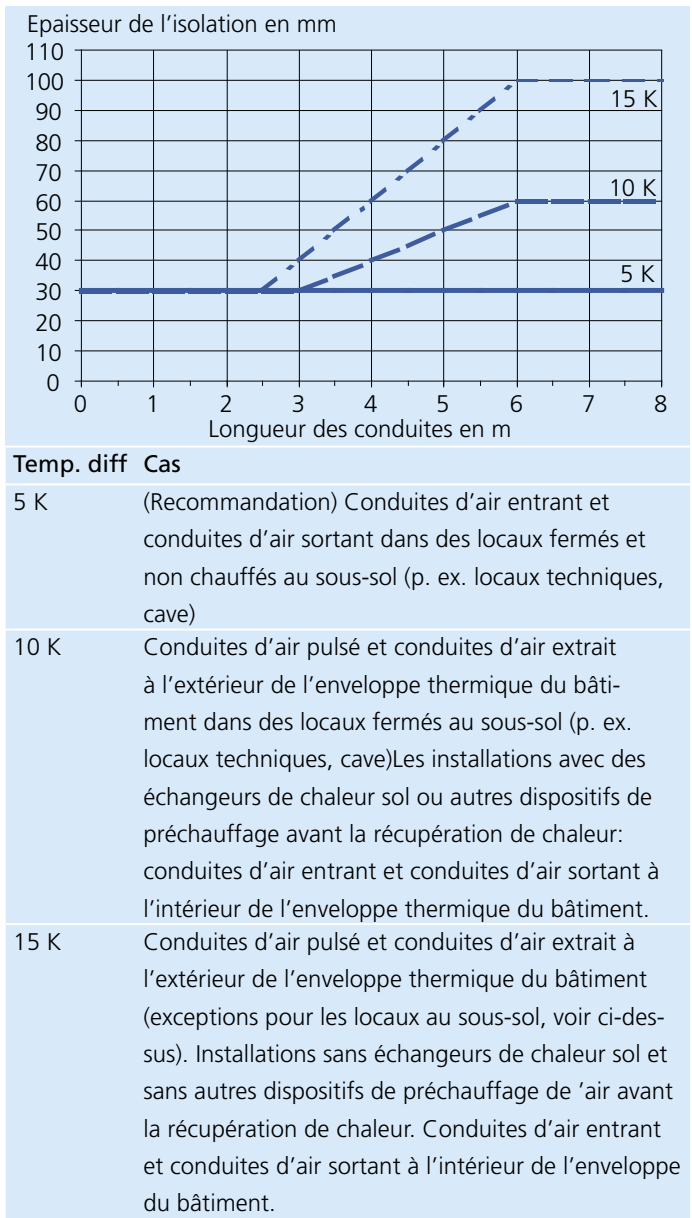 Epaisseur de l'isolation en mm
110
100
90
80
70
60
50
40
30
20
10
0
15 K
10 K
5 K
0 1 2 3 4 5 6 7 8
Longueur des conduites en m
Temp. diff Cas
5 K (Recommandation) Conduites d'air entrant et
conduites d'air sortant dans des locaux fermés et
non chauffés au sous-sol (p. ex. locaux techniques,
cave)
10 K Conduites d'air pulsé et conduites d'air extrait
à l'extérieur de l'enveloppe thermique du bâti-
ment dans des locaux fermés au sous-sol (p. ex.
locaux techniques, cave)Les installations avec des
échangeurs de chaleur sol ou autres dispositifs de
préchauffage avant la récupération de chaleur:
conduites d'air entrant et conduites d'air sortant à
l'intérieur de l'enveloppe thermique du bâtiment.
15 K Conduites d'air pulsé et conduites d'air extrait à
l'extérieur de l'enveloppe thermique du bâtiment
(exceptions pour les locaux au sous-sol, voir ci-des-
sus). Installations sans échangeurs de chaleur sol et
sans autres dispositifs de préchauffage de 'air avant
la récupération de chaleur. Conduites d'air entrant
et conduites d'air sortant à l'intérieur de l'enveloppe
du bâtiment.